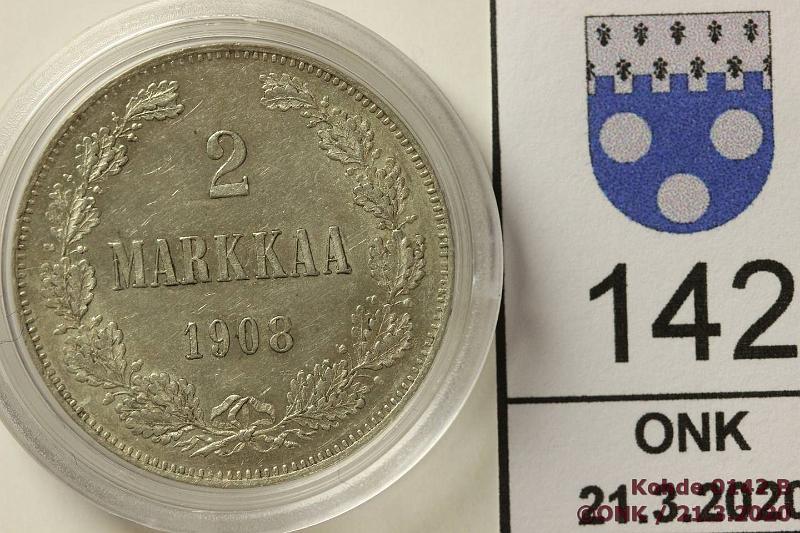 2
MARKKAA
1908
142
ONK
21.3.2020
Kohde 0142 B
©ONK / 21.3.2020